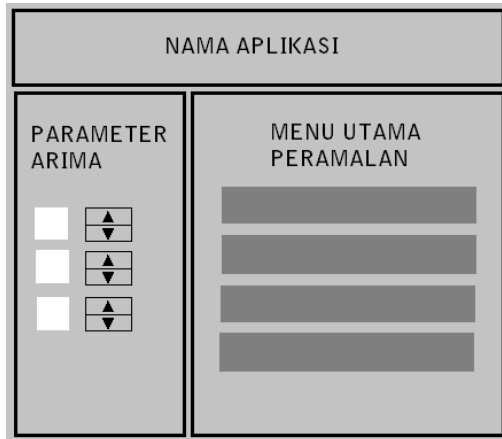 NAMA APLIKASI
PARAMETER
ARIMA
MENU UTAMA
PERAMALAN